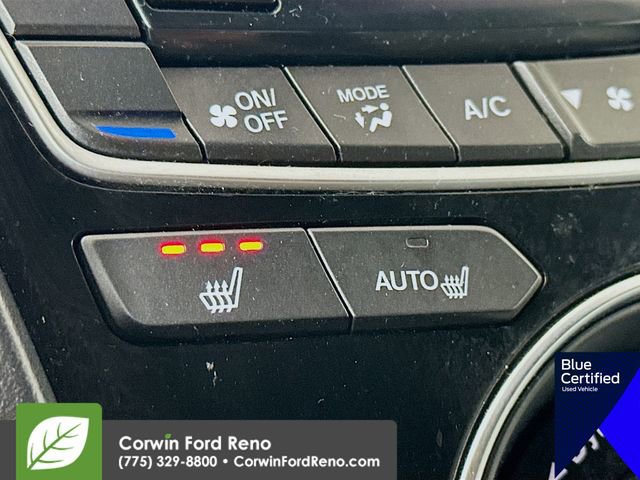 ON/
OFF
MODE
A/C
AUTO
Blue
Certified
Used Vehicle
Corwin Ford Reno
(775) 329-8800 • CorwinFordReno.com